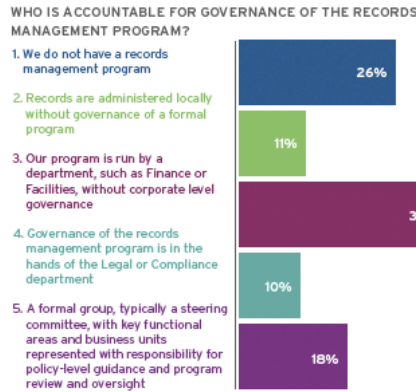 WHO IS ACCOUNTABLE FOR GOVERNANCE OF THE RECORDS
MANAGEMENT PROGRAM?
1. We do not have a records
management program
26%
2. Records are administered locally
without governance of a formal
program
11%
3. Our program is run by a
department, such as Finance or
Facilities, without corporate level
governance
3
4. Governance of the records
management program is in the
hands of the Legal or Compliance
department
10%
5. A formal group, typically a steering
committee, with key functional
areas and business units
represented with responsibility for
policy-level guidance and program
review and oversight
18%